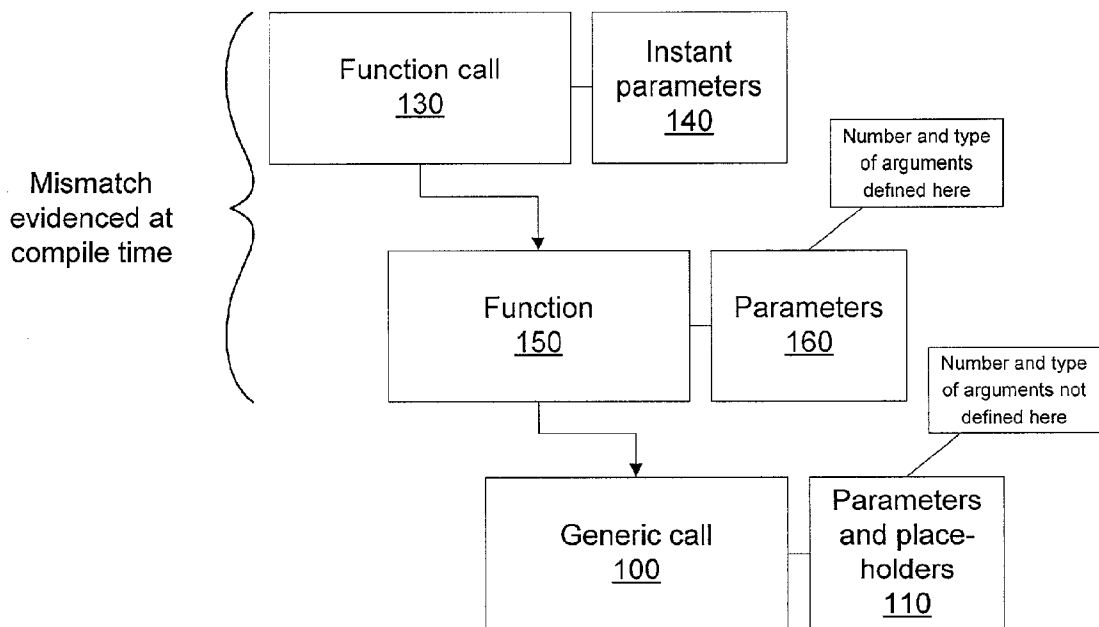 Function call
130
Instant
parameters
140
Number and type
of arguments
defined here
Mismatch
evidenced at
compile time
Function
150
Parameters
160
Number and type
of arguments not
defined here
Generic call
100
Parameters
and place-
holders
110